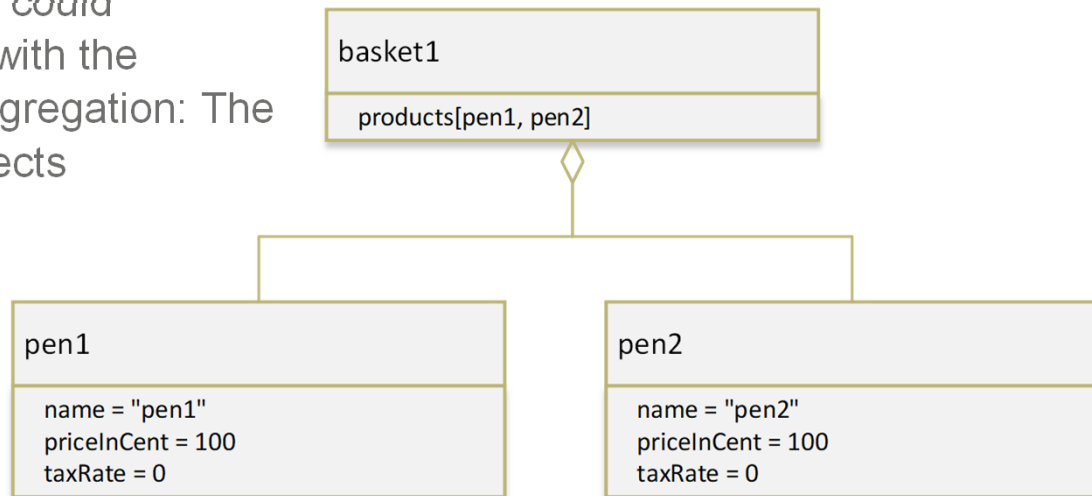 could
with the
gregation: The
ects
basket1
products[pen1, pen2]
pen1
name = "pen1"
priceInCent = 100
taxRate = 0
pen2
name = "pen2"
priceInCent = 100
taxRate = 0